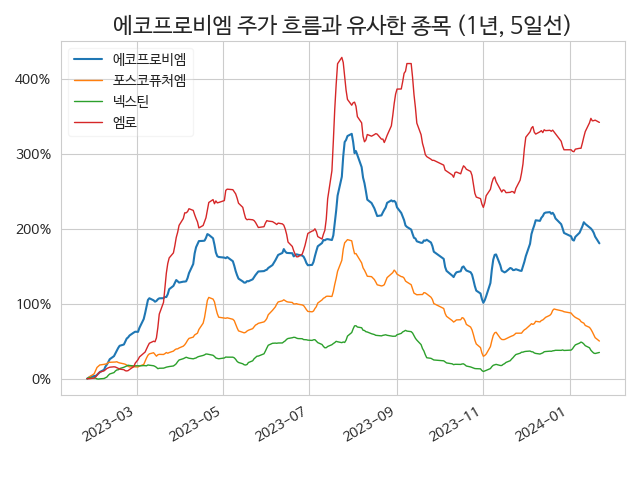 에코프로비엠 주가 흐름과 유사한 종목 (1년, 5일선)
에코프로비엠
포스코퓨처엠
넥스틴
엠로
400%
300%
200%
100%
0%
2023-03
2023-05
2023-07
2023-09
2023-11
2024-01